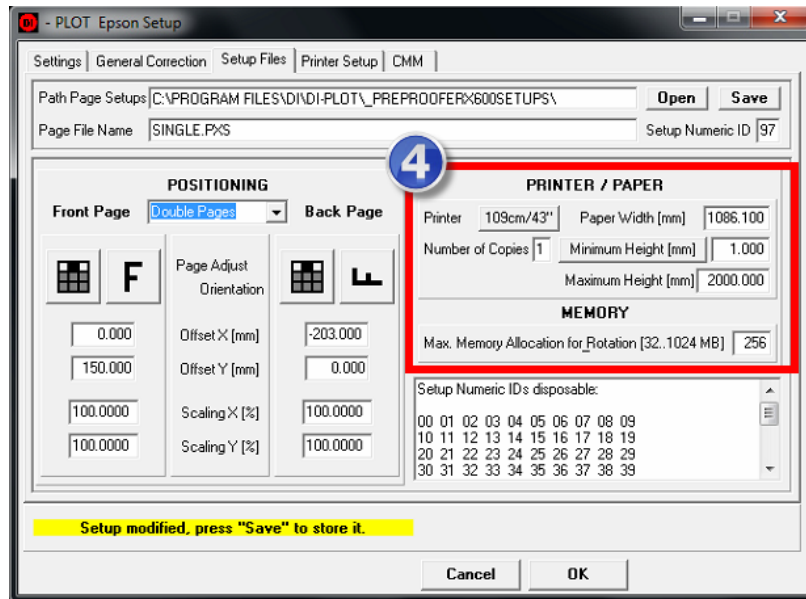 DI - PLOT Epson Setup
Settings General Correction Setup Files Printer Setup CMM
Path Page Setups C:\PROGRAM FILES\DI\DI-PLOT\_PREPROOFERX600SETUPS\ Open Save
Page File Name SINGLE.PXS Setup Numeric ID 97
4
POSITIONING
Front Page Double Pages Back Page
F Page Adjust Orientation F
0.000 Offset X [mm] -203.000
150.000 Offset Y [mm] 0.000
100.0000 Scaling X [%] 100.0000
100.0000 Scaling Y [%] 100.0000
PRINTER / PAPER
Printer 109cm/43" Paper Width [mm] 1086.100
Number of Copies 1 Minimum Height [mm] 1.000
Maximum Height [mm] 2000.000
MEMORY
Max. Memory Allocation for_Rotation [32..1024 MB] 256
Setup Numeric IDs disposable:
00 01 02 03 04 05 06 07 08 09
10 11 12 13 14 15 16 17 18 19
20 21 22 23 24 25 26 27 28 29
30 31 32 33 34 35 36 37 38 39
Setup modified, press "Save" to store it.
Cancel OK